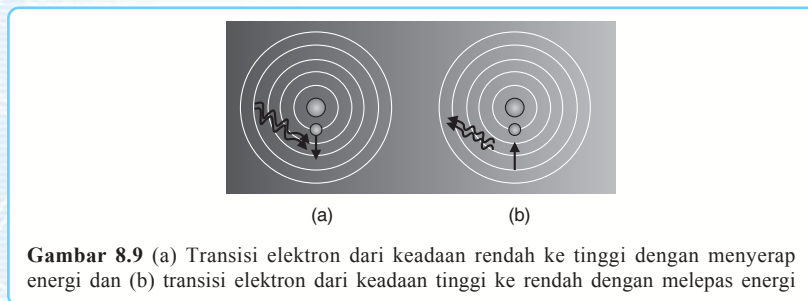 (a) (b)
Gambar 8.9 (a) Transisi elektron dari keadaan rendah ke tinggi dengan menyerap
energi dan (b) transisi elektron dari keadaan tinggi ke rendah dengan melepas energi